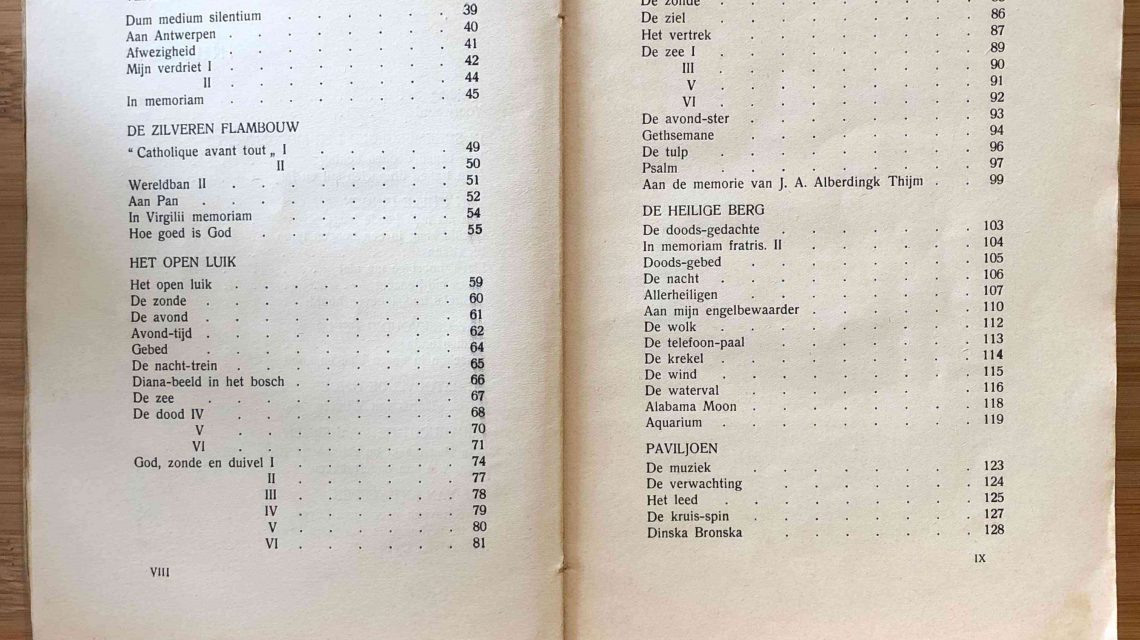 Dum medium silentium . . . . . . . . 39
Aan Antwerpen . . . . . . . . 40
Afwezigheid . . . . . . . . 41
Mijn verdriet I . . . . . . . . 42
II . . . . . . . . 44
In memoriam . . . . . . . . 45
DE ZILVEREN FLAMBOUW
“ Catholique avant tout „ I . . . . . . 49
II . . . . . . 50
Wereldban II . . . . . . . . 51
Aan Pan . . . . . . . . . 52
In Virgilii memoriam . . . . . . 54
Hoe goed is God . . . . . . . 55
HET OPEN LUIK
Het open luik . . . . . . . . 59
De zonde . . . . . . . . . 60
De avond . . . . . . . . . 61
Avond-tijd . . . . . . . . . 62
Gebed . . . . . . . . . 64
De nacht-trein . . . . . . . . 65
Diana-beeld in het bosch . . . . . . 66
De zee . . . . . . . . . 67
De dood IV . . . . . . . . 68
V . . . . . . . . 70
VI . . . . . . . . 71
God, zonde en duivel I . . . . . . 74
II . . . . . . 77
III . . . . . . 78
IV . . . . . . 79
V . . . . . . 80
VI . . . . . . 81
VIII
De zonde
De ziel . . . . . . . . . 86
Het vertrek . . . . . . . . 87
De zee I . . . . . . . . 89
III . . . . . . . . 90
V . . . . . . . . 91
VI . . . . . . . . 92
De avond-ster . . . . . . . . 93
Gethsemane . . . . . . . . 94
De tulp . . . . . . . . . 96
Psalm . . . . . . . . . 97
Aan de memorie van J. A. Alberdingk Thijm . . 99
DE HEILIGE BERG
De doods-gedachte . . . . . . . 103
In memoriam fratris. II . . . . . . 104
Doods-gebed . . . . . . . . 105
De nacht . . . . . . . . . 106
Allerheiligen . . . . . . . . 107
Aan mijn engelbewaarder . . . . . . 110
De wolk . . . . . . . . . 112
De telefoon-paal . . . . . . . 113
De krekel . . . . . . . . . 114
De wind . . . . . . . . . 115
De waterval . . . . . . . . 116
Alabama Moon . . . . . . . . 118
Aquarium . . . . . . . . 119
PAVILJOEN
De muziek . . . . . . . . 123
De verwachting . . . . . . . 124
Het leed . . . . . . . . . 125
De kruis-spin . . . . . . . . 127
Dinska Bronska . . . . . . . 128
IX